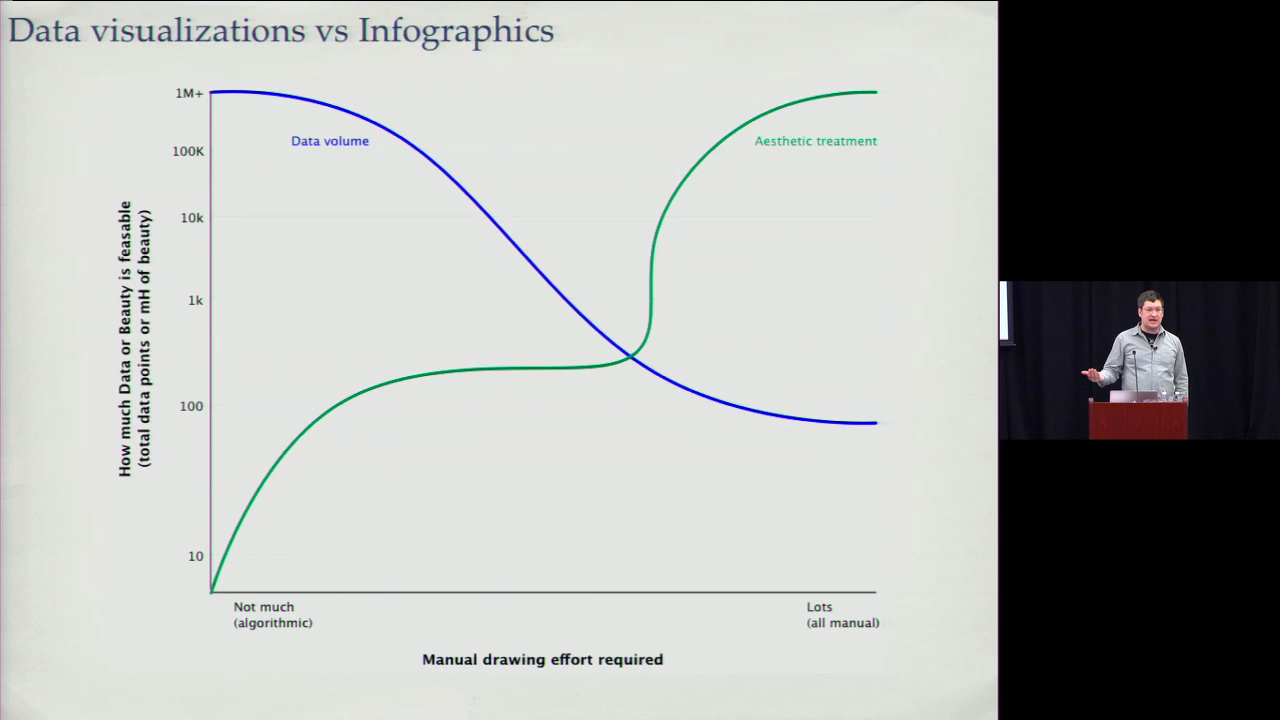 Data visualizations vs Infographics
1M+
100K
10k
1k
100
10
Data volume
Aesthetic treatment
How much Data or Beauty is feasable
(total data points or mH of beauty)
Not much
(algorithmic)
Lots
(all manual)
Manual drawing effort required